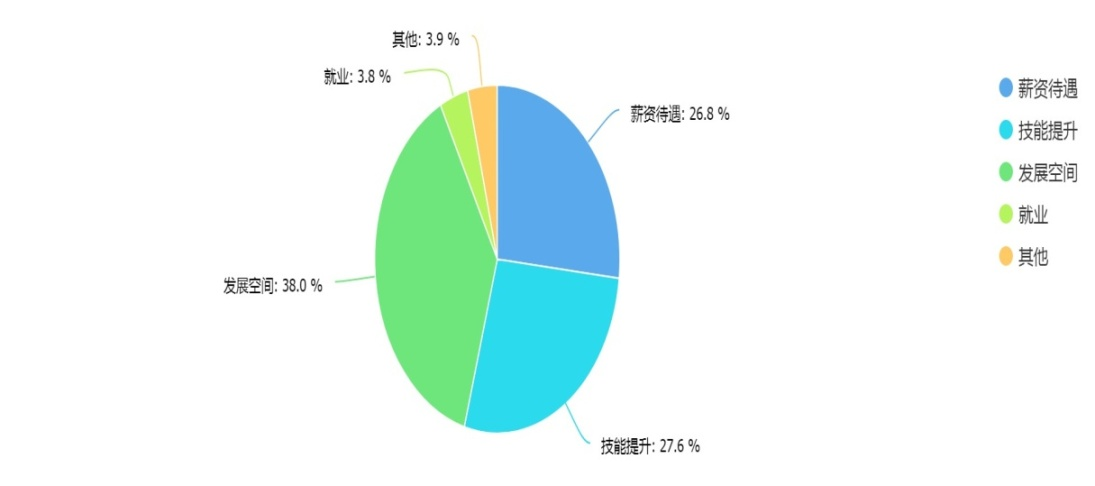 其他: 3.9 %
就业: 3.8 %
薪资待遇: 26.8 %
发展空间: 38.0 %
技能提升: 27.6 %
薪资待遇
技能提升
发展空间
就业
其他